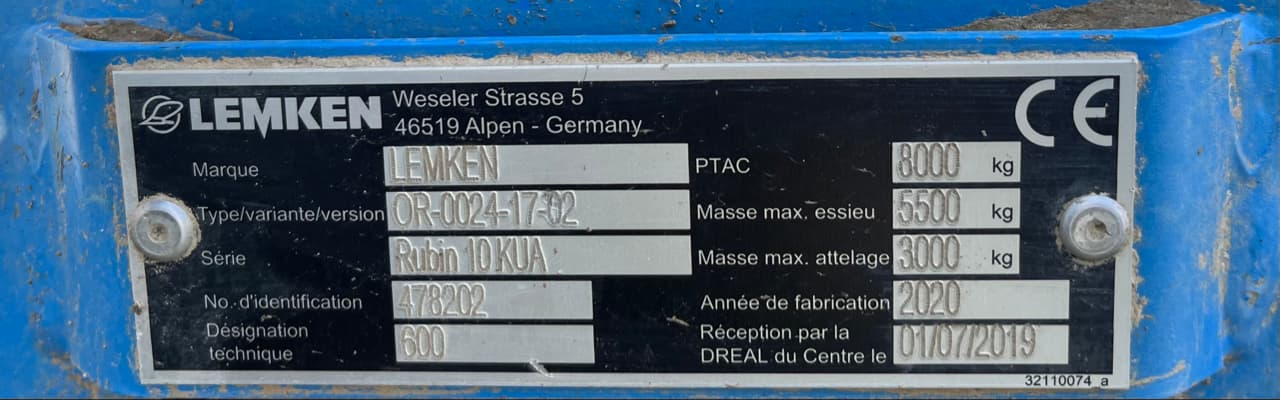 LEMKEN Weseler Strasse 5
46519 Alpen - Germany
CE
Marque LEMKEN PTAC 8000 kg
Type/variante/version OR-0024-17-02 Masse max. essieu 5500 kg
Série Rubin 10 KUA Masse max. attelage 3000 kg
No. d'identification 478202 Année de fabrication 2020
Désignation technique 600 Réception par la DREAL du Centre le 01/07/2019
32110074_a